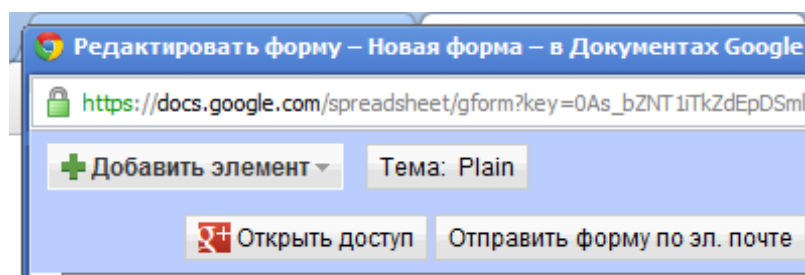 Редактировать форму – Новая форма – в Документах Google
https://docs.google.com/spreadsheet/gform?key=0As_bZNT1iTkZdEpDSml
Добавить элемент Тема: Plain
g+ Открыть доступ Отправить форму по эл. почте